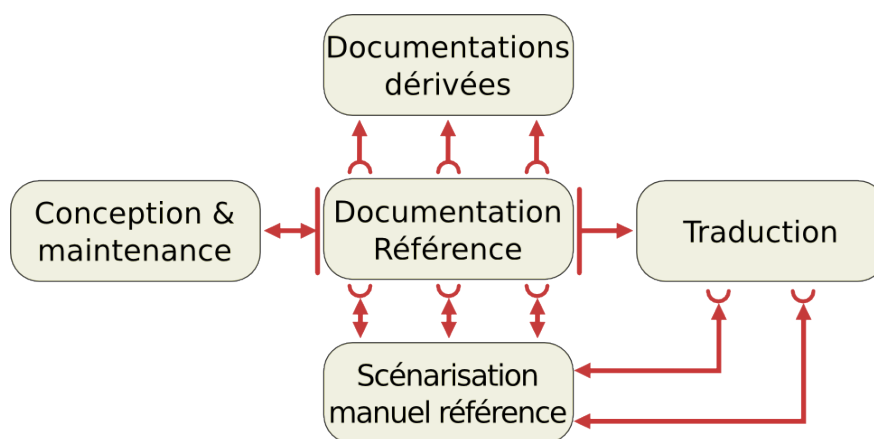 Documentations
dérivées
Conception &
maintenance
Documentation
Référence
Traduction
Scénarisation
manuel référence